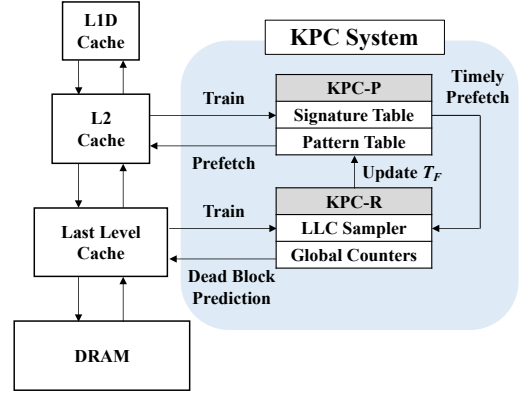 L1D
Cache
KPC System
L2
Cache
Train
Prefetch
KPC-P
Signature Table
Pattern Table
Timely
Prefetch
Update T_F
Last Level
Cache
Train
Dead Block
Prediction
KPC-R
LLC Sampler
Global Counters
DRAM